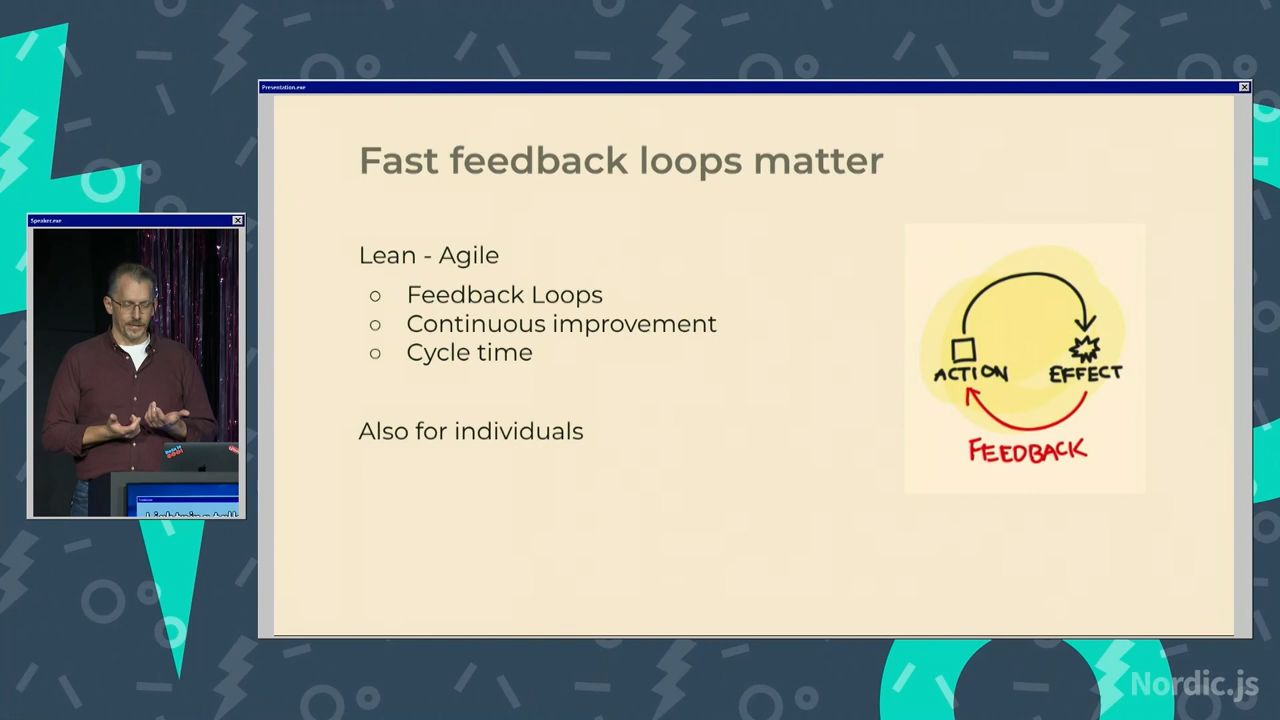 Presentation.exe
Fast feedback loops matter
Lean - Agile
Feedback Loops
Continuous improvement
Cycle time
Also for individuals
ACTION
EFFECT
FEEDBACK
Speaker.exe
Nordic.js